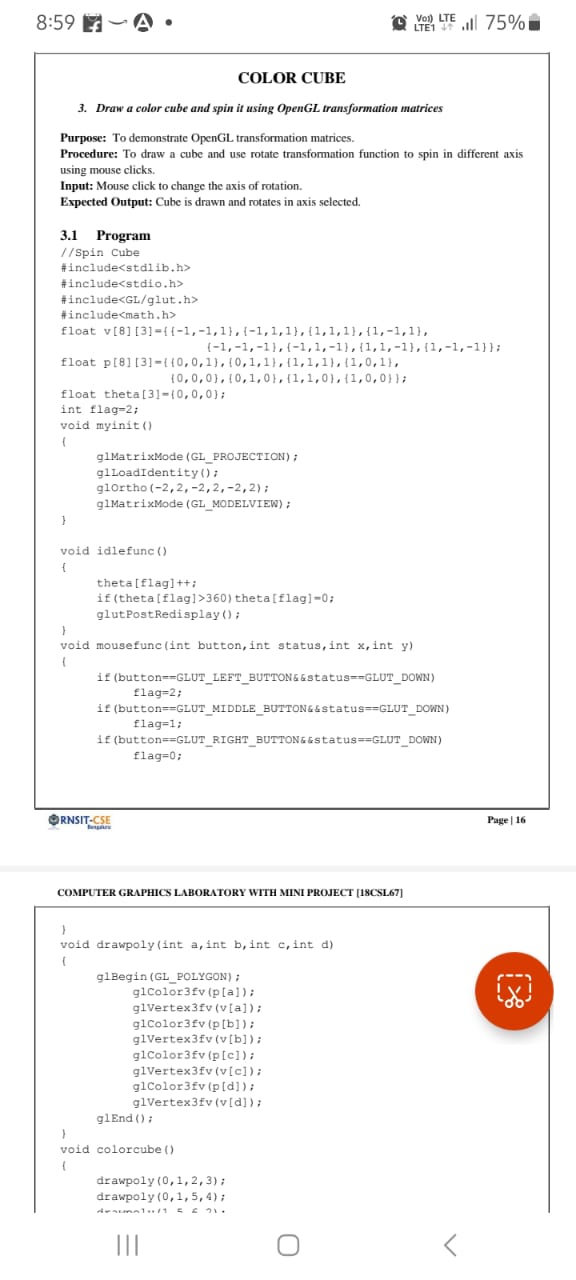 8:59
Vo)) LTE
LTE1
75%
COLOR CUBE
3. Draw a color cube and spin it using OpenGL transformation matrices
Purpose: To demonstrate OpenGL transformation matrices.
Procedure: To draw a cube and use rotate transformation function to spin in different axis
using mouse clicks.
Input: Mouse click to change the axis of rotation.
Expected Output: Cube is drawn and rotates in axis selected.
3.1 Program
//Spin Cube
#include<stdlib.h>
#include<stdio.h>
#include<GL/glut.h>
#include<math.h>
float v[8][3]={{-1,-1,1},{-1,1,1},{1,1,1},{1,-1,1},
{-1,-1,-1},{-1,1,-1},{1,1,-1},{1,-1,-1}};
float p[8][3]={{0,0,1},{0,1,1},{1,1,1},{1,0,1},
{0,0,0},{0,1,0},{1,1,0},{1,0,0}};
float theta[3]={0,0,0};
int flag=2;
void myinit()
{
glMatrixMode(GL_PROJECTION);
glLoadIdentity();
glOrtho(-2,2,-2,2,-2,2);
glMatrixMode(GL_MODELVIEW);
}
void idlefunc()
{
theta[flag]++;
if(theta[flag]>360)theta[flag]=0;
glutPostRedisplay();
}
void mousefunc(int button,int status,int x,int y)
{
if(button==GLUT_LEFT_BUTTON&&status==GLUT_DOWN)
flag=2;
if(button==GLUT_MIDDLE_BUTTON&&status==GLUT_DOWN)
flag=1;
if(button==GLUT_RIGHT_BUTTON&&status==GLUT_DOWN)
flag=0;
RNSIT-CSE
Bengaluru
Page | 16
COMPUTER GRAPHICS LABORATORY WITH MINI PROJECT [18CSL67]
}
void drawpoly(int a,int b,int c,int d)
{
glBegin(GL_POLYGON);
glColor3fv(p[a]);
glVertex3fv(v[a]);
glColor3fv(p[b]);
glVertex3fv(v[b]);
glColor3fv(p[c]);
glVertex3fv(v[c]);
glColor3fv(p[d]);
glVertex3fv(v[d]);
glEnd();
}
void colorcube()
{
drawpoly(0,1,2,3);
drawpoly(0,1,5,4);
drawpoly(1,5,6,2);